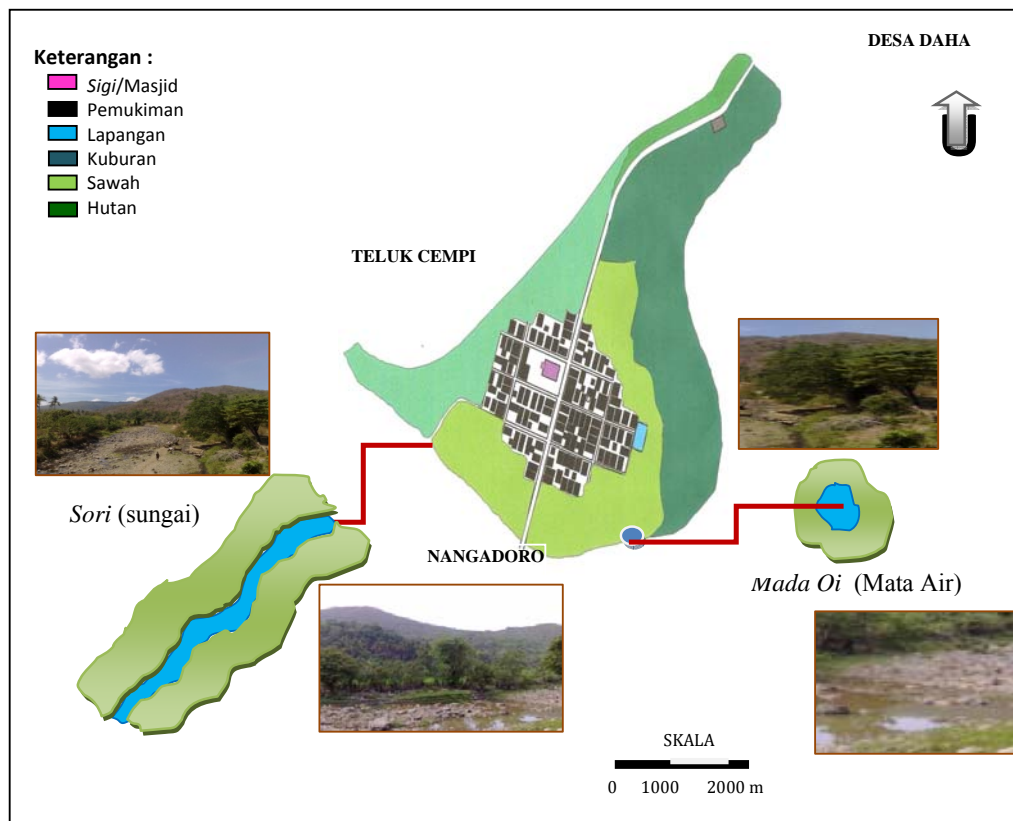 DESA DAHA
Keterangan :
Sigi/Masjid
Pemukiman
Lapangan
Kuburan
Sawah
Hutan
TELUK CEMPI
Sori (sungai)
NANGADORO
Mada Oi (Mata Air)
SKALA
0 1000 2000 m